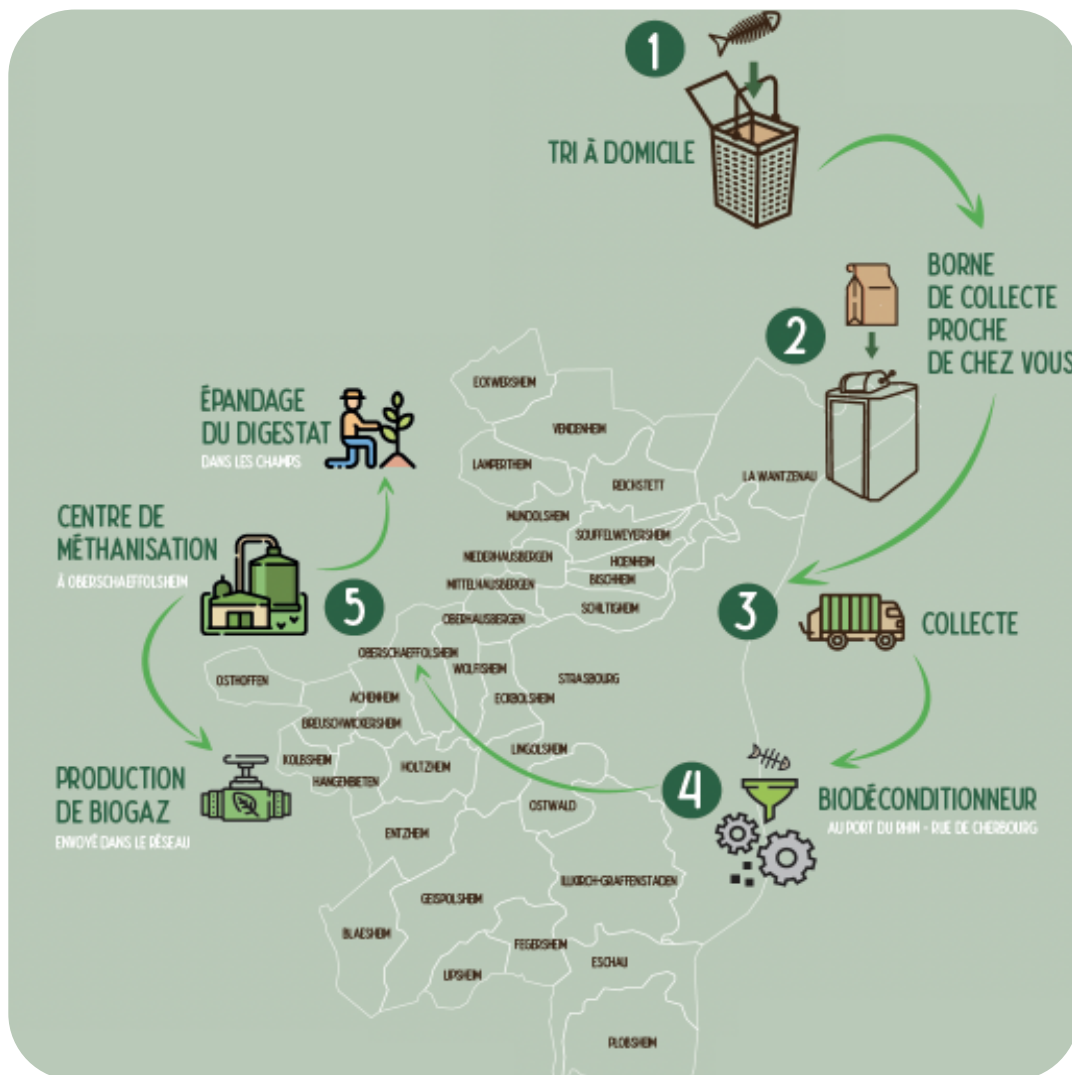 1
TRI À DOMICILE
BORNE
DE COLLECTE
PROCHE
DE CHEZ VOUS
2
3
COLLECTE
4
BIODÉCONDITIONNEUR
AU PORT DU RHIN - RUE DE CHERBOURG
5
CENTRE DE
MÉTHANISATION
À OBERSCHAEFFOLSHEIM
ÉPANDAGE
DU DIGESTAT
DANS LES CHAMPS
PRODUCTION
DE BIOGAZ
ENVOYÉ DANS LE RÉSEAU
ECKWERSHEIM
VENDENHEIM
LAMPERTHEIM
REICHSTETT
LA WANTZENAU
MUNDOLSHEIM
SOUFFELWEYERSHEIM
NIEDERHAUSBERGEN
HOENHEIM
MITTELHAUSBERGEN
BISCHHEIM
SCHILTIGHEIM
OBERHAUSBERGEN
OBERSCHAEFFOLSHEIM
WOLFISHEIM
STRASBOURG
OSTHOFFEN
ACHENHEIM
ECKBOLSHEIM
BREUSCHWICKERSHEIM
LINGOLSHEIM
KOLBSHEIM
HOLTZHEIM
HANGENBIETEN
OSTWALD
ENTZHEIM
ILLKIRCH-GRAFFENSTADEN
GEISPOLSHEIM
BLAESHEIM
FEGERSHEIM
ESCHAU
LIPSHEIM
PLOBSHEIM